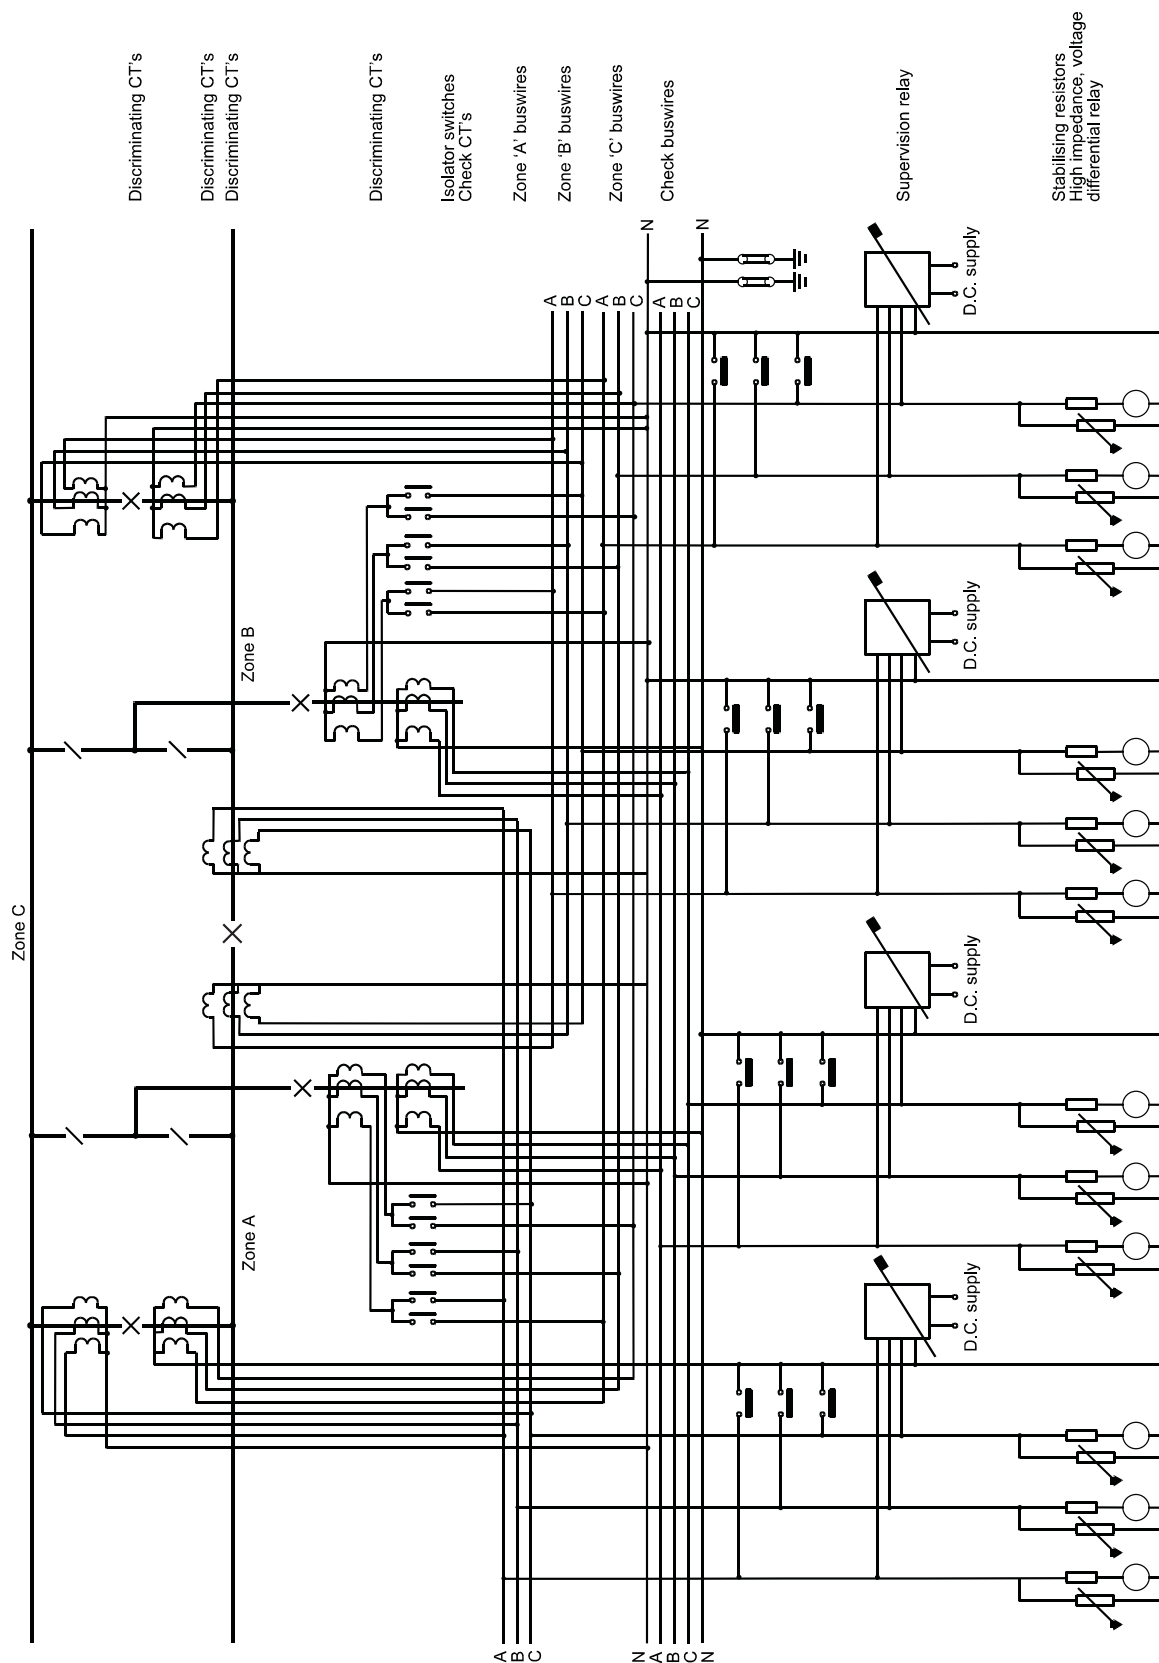 Discriminating CT's
Discriminating CT's
Discriminating CT's
Discriminating CT's
Isolator switches
Check CT's
Zone 'A' buswires
Zone 'B' buswires
Zone 'C' buswires
Check buswires
Supervision relay
Stabilising resistors
High impedance, voltage
differential relay
N
N
A
B
C
A
B
C
A
B
C
D.C. supply
Zone B
D.C. supply
Zone C
D.C. supply
Zone A
D.C. supply
A
B
C
N
A
B
C
N